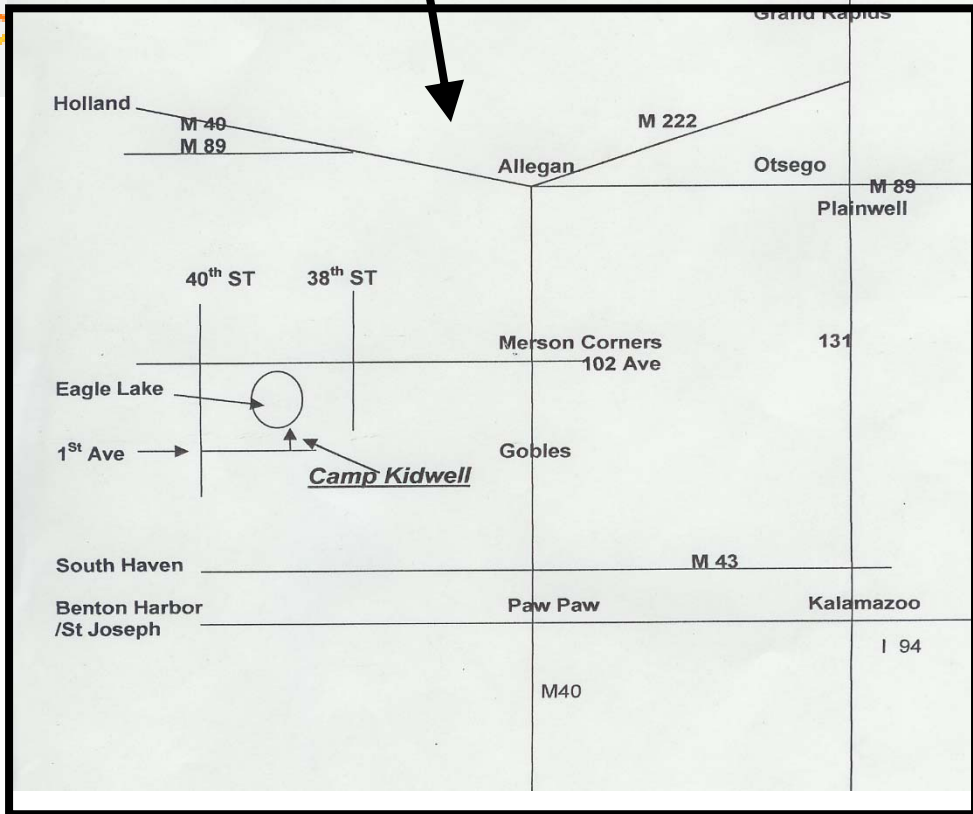 Grand Rapids
Holland
M 40
M 222
M 89
Allegan
Otsego
M 89
Plainwell
40th ST
38th ST
Merson Corners
131
102 Ave
Eagle Lake
1St Ave
Gobles
Camp Kidwell
South Haven
M 43
Benton Harbor
/St Joseph
Paw Paw
Kalamazoo
I 94
M40